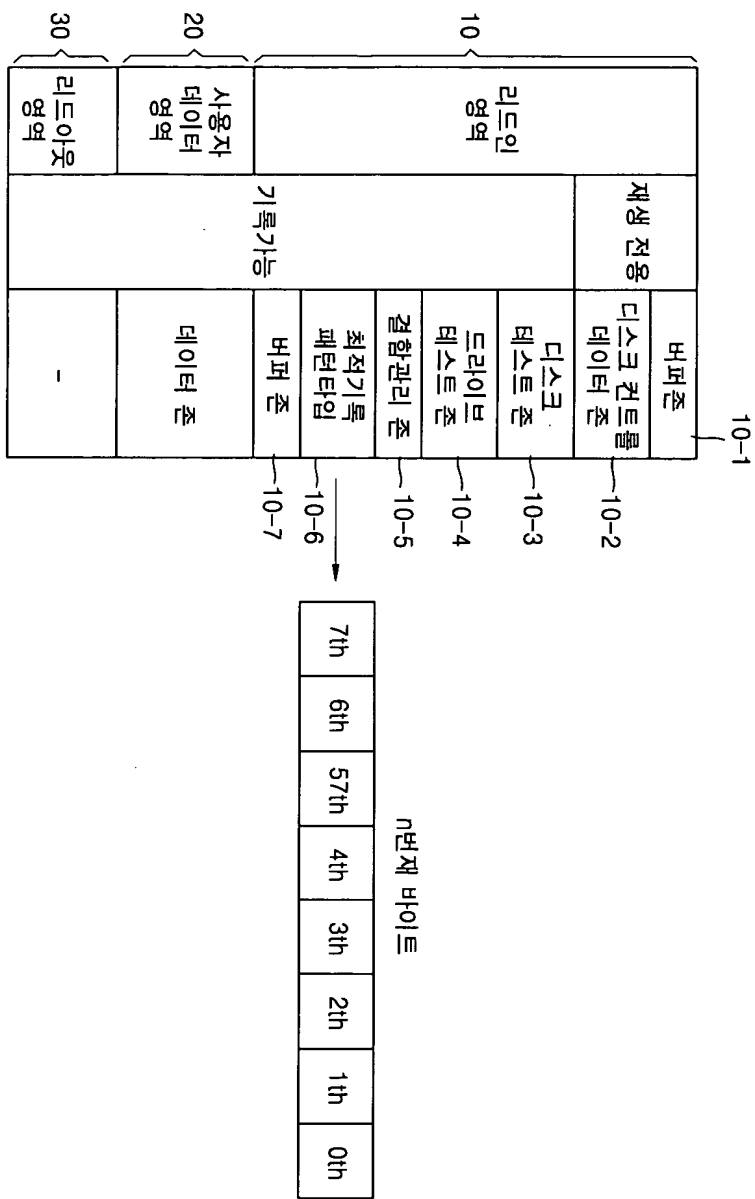 10
리드인
영역
재생 전용
버퍼존
10-1
디스크 컨트롤
데이터 존
10-2
기록가능
디스크
테스트 존
10-3
드라이브
테스트 존
10-4
결함관리 존
10-5
n번재 바이트
최적기록
패턴타임
10-6
7th 6th 57th 4th 3th 2th 1th 0th
버퍼 존
10-7
20
사용자
데이터
영역
데이터 존
30
리드아웃
영역
–